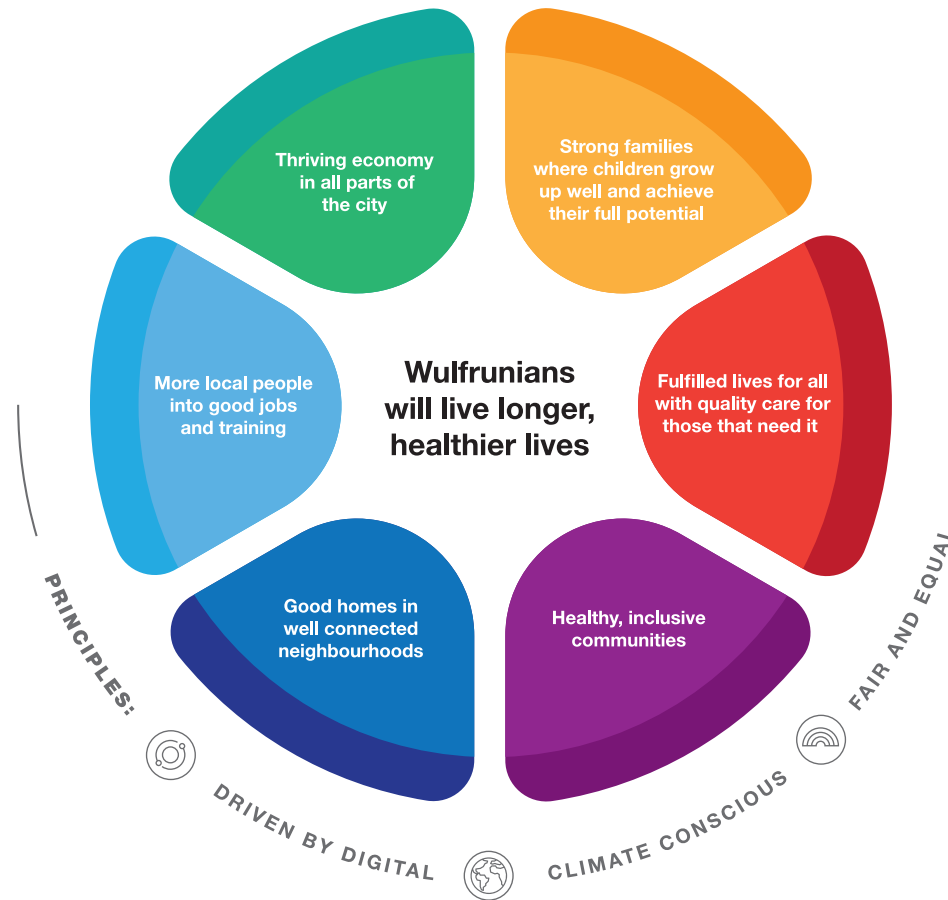 Thriving economy
in all parts of
the city
Strong families
where children grow
up well and achieve
their full potential
More local people
into good jobs
and training
Wulfrunians
will live longer,
healthier lives
Fulfilled lives for all
with quality care for
those that need it
Good homes in
well connected
neighbourhoods
Healthy, inclusive
communities
PRINCIPLES:
DRIVEN BY DIGITAL
CLIMATE CONSCIOUS
FAIR AND EQUAL